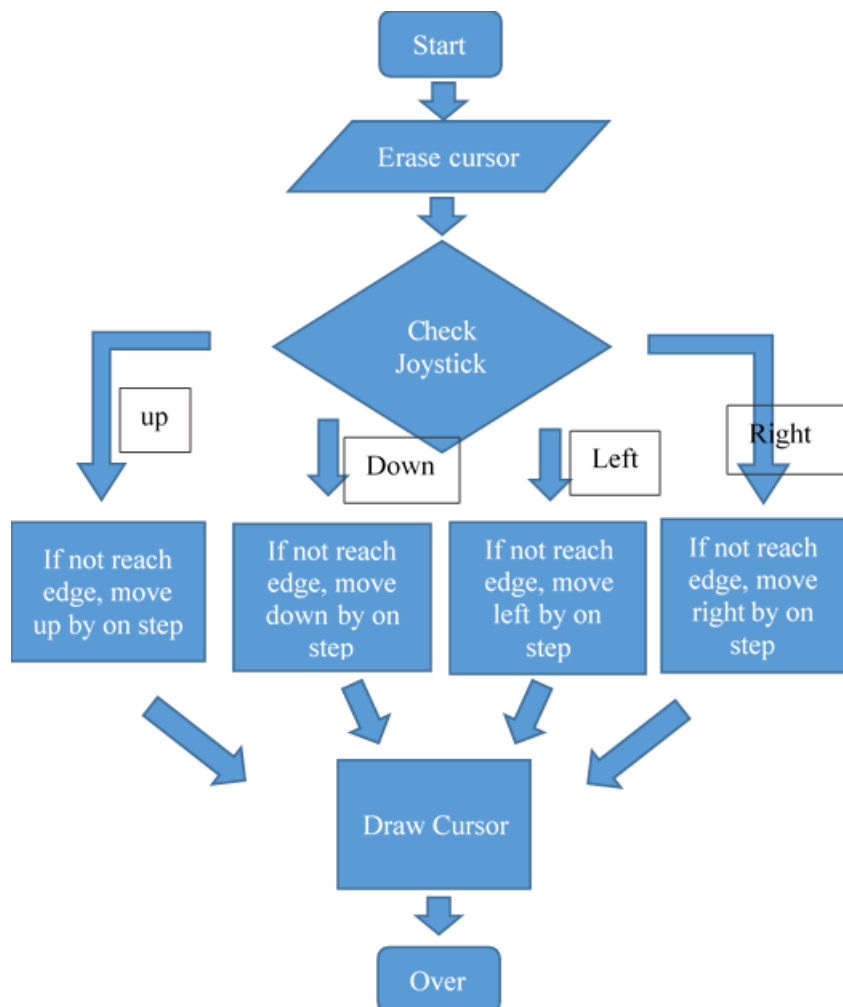 Start
Erase cursor
Check
Joystick
up
Down
Left
Right
If not reach
edge, move
up by on step
If not reach
edge, move
down by on
step
If not reach
edge, move
left by on
step
If not reach
edge, move
right by on
step
Draw Cursor
Over